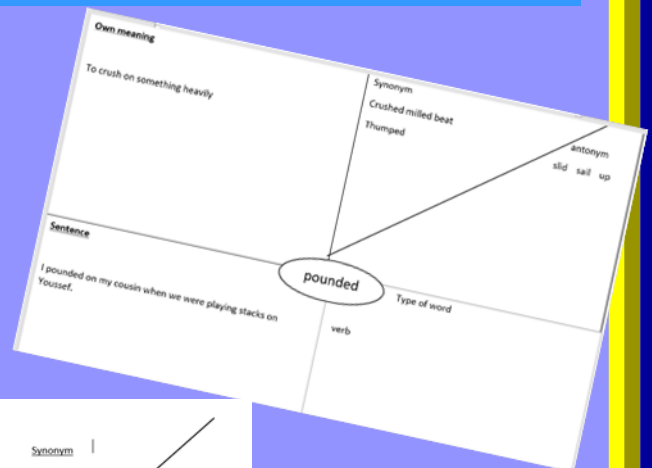 Own meaning
To crush on something heavily
Synonym
Crushed milled beat
Thumped
antonym
slid sail up
Sentence
I pounded on my cousin when we were playing stacks on
Youssef.
pounded
Type of word
verb
Synonym